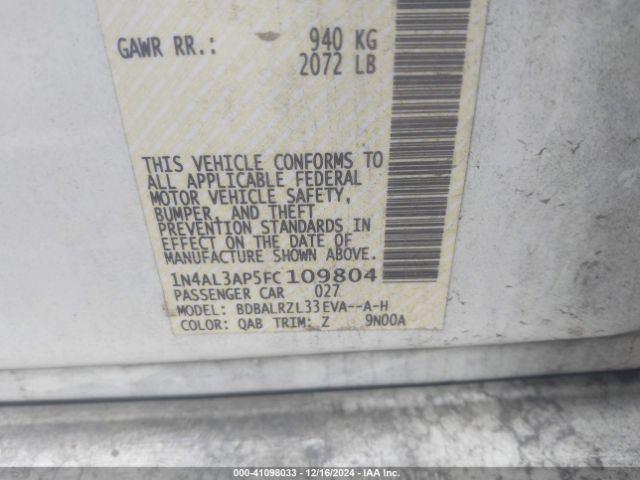 GAWR RR.: 940 KG
2072 LB
THIS VEHICLE CONFORMS TO
ALL APPLICABLE FEDERAL
MOTOR VEHICLE SAFETY,
BUMPER, AND THEFT
PREVENTION STANDARDS IN
EFFECT ON THE DATE OF
MANUFACTURE SHOWN ABOVE.
1N4AL3AP5FC109804
PASSENGER CAR 027
MODEL: BDBALRZL33EVA--A-H
COLOR: QAB TRIM: Z 9N00A
000-41098033 // 12/16/2024 // IAA Inc.